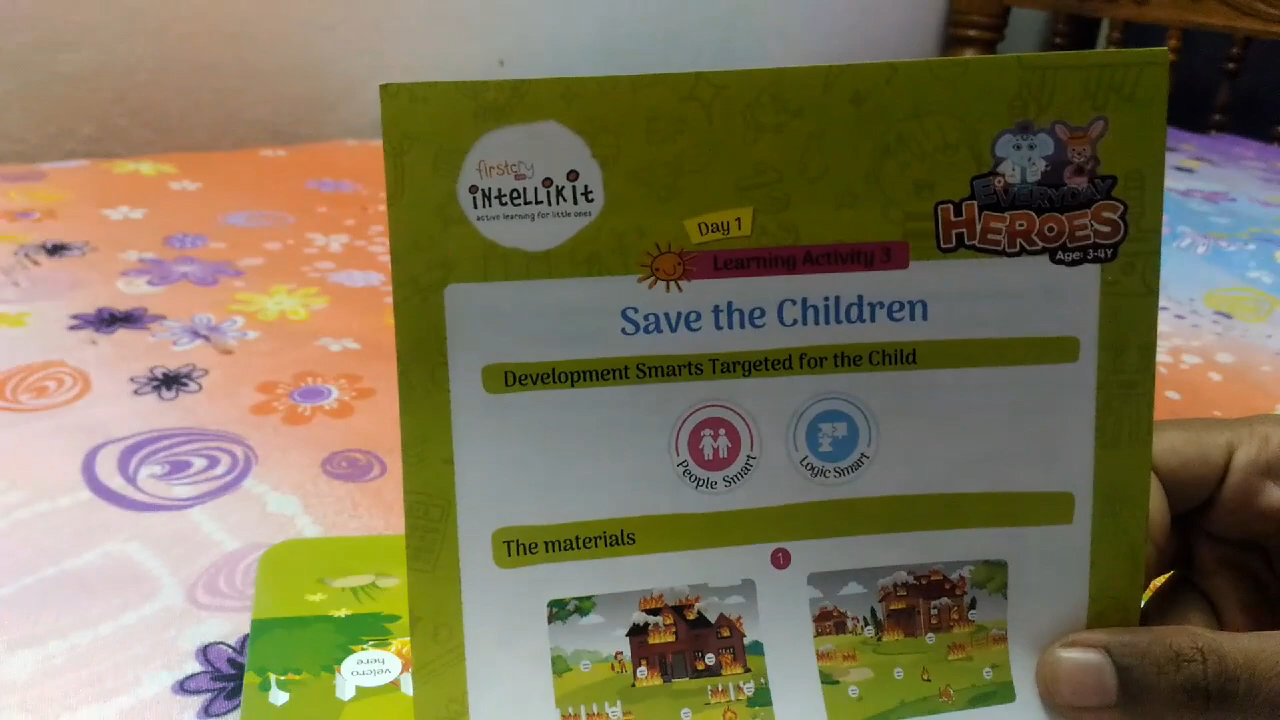 firstcry
INTELLIKIT
active learning for little ones
EVERYDAY
HEROES
Age: 3-4Y
Day 1
Learning Activity 3
Save the Children
Development Smarts Targeted for the Child
People Smart
Logic Smart
The materials
1
velcro
here